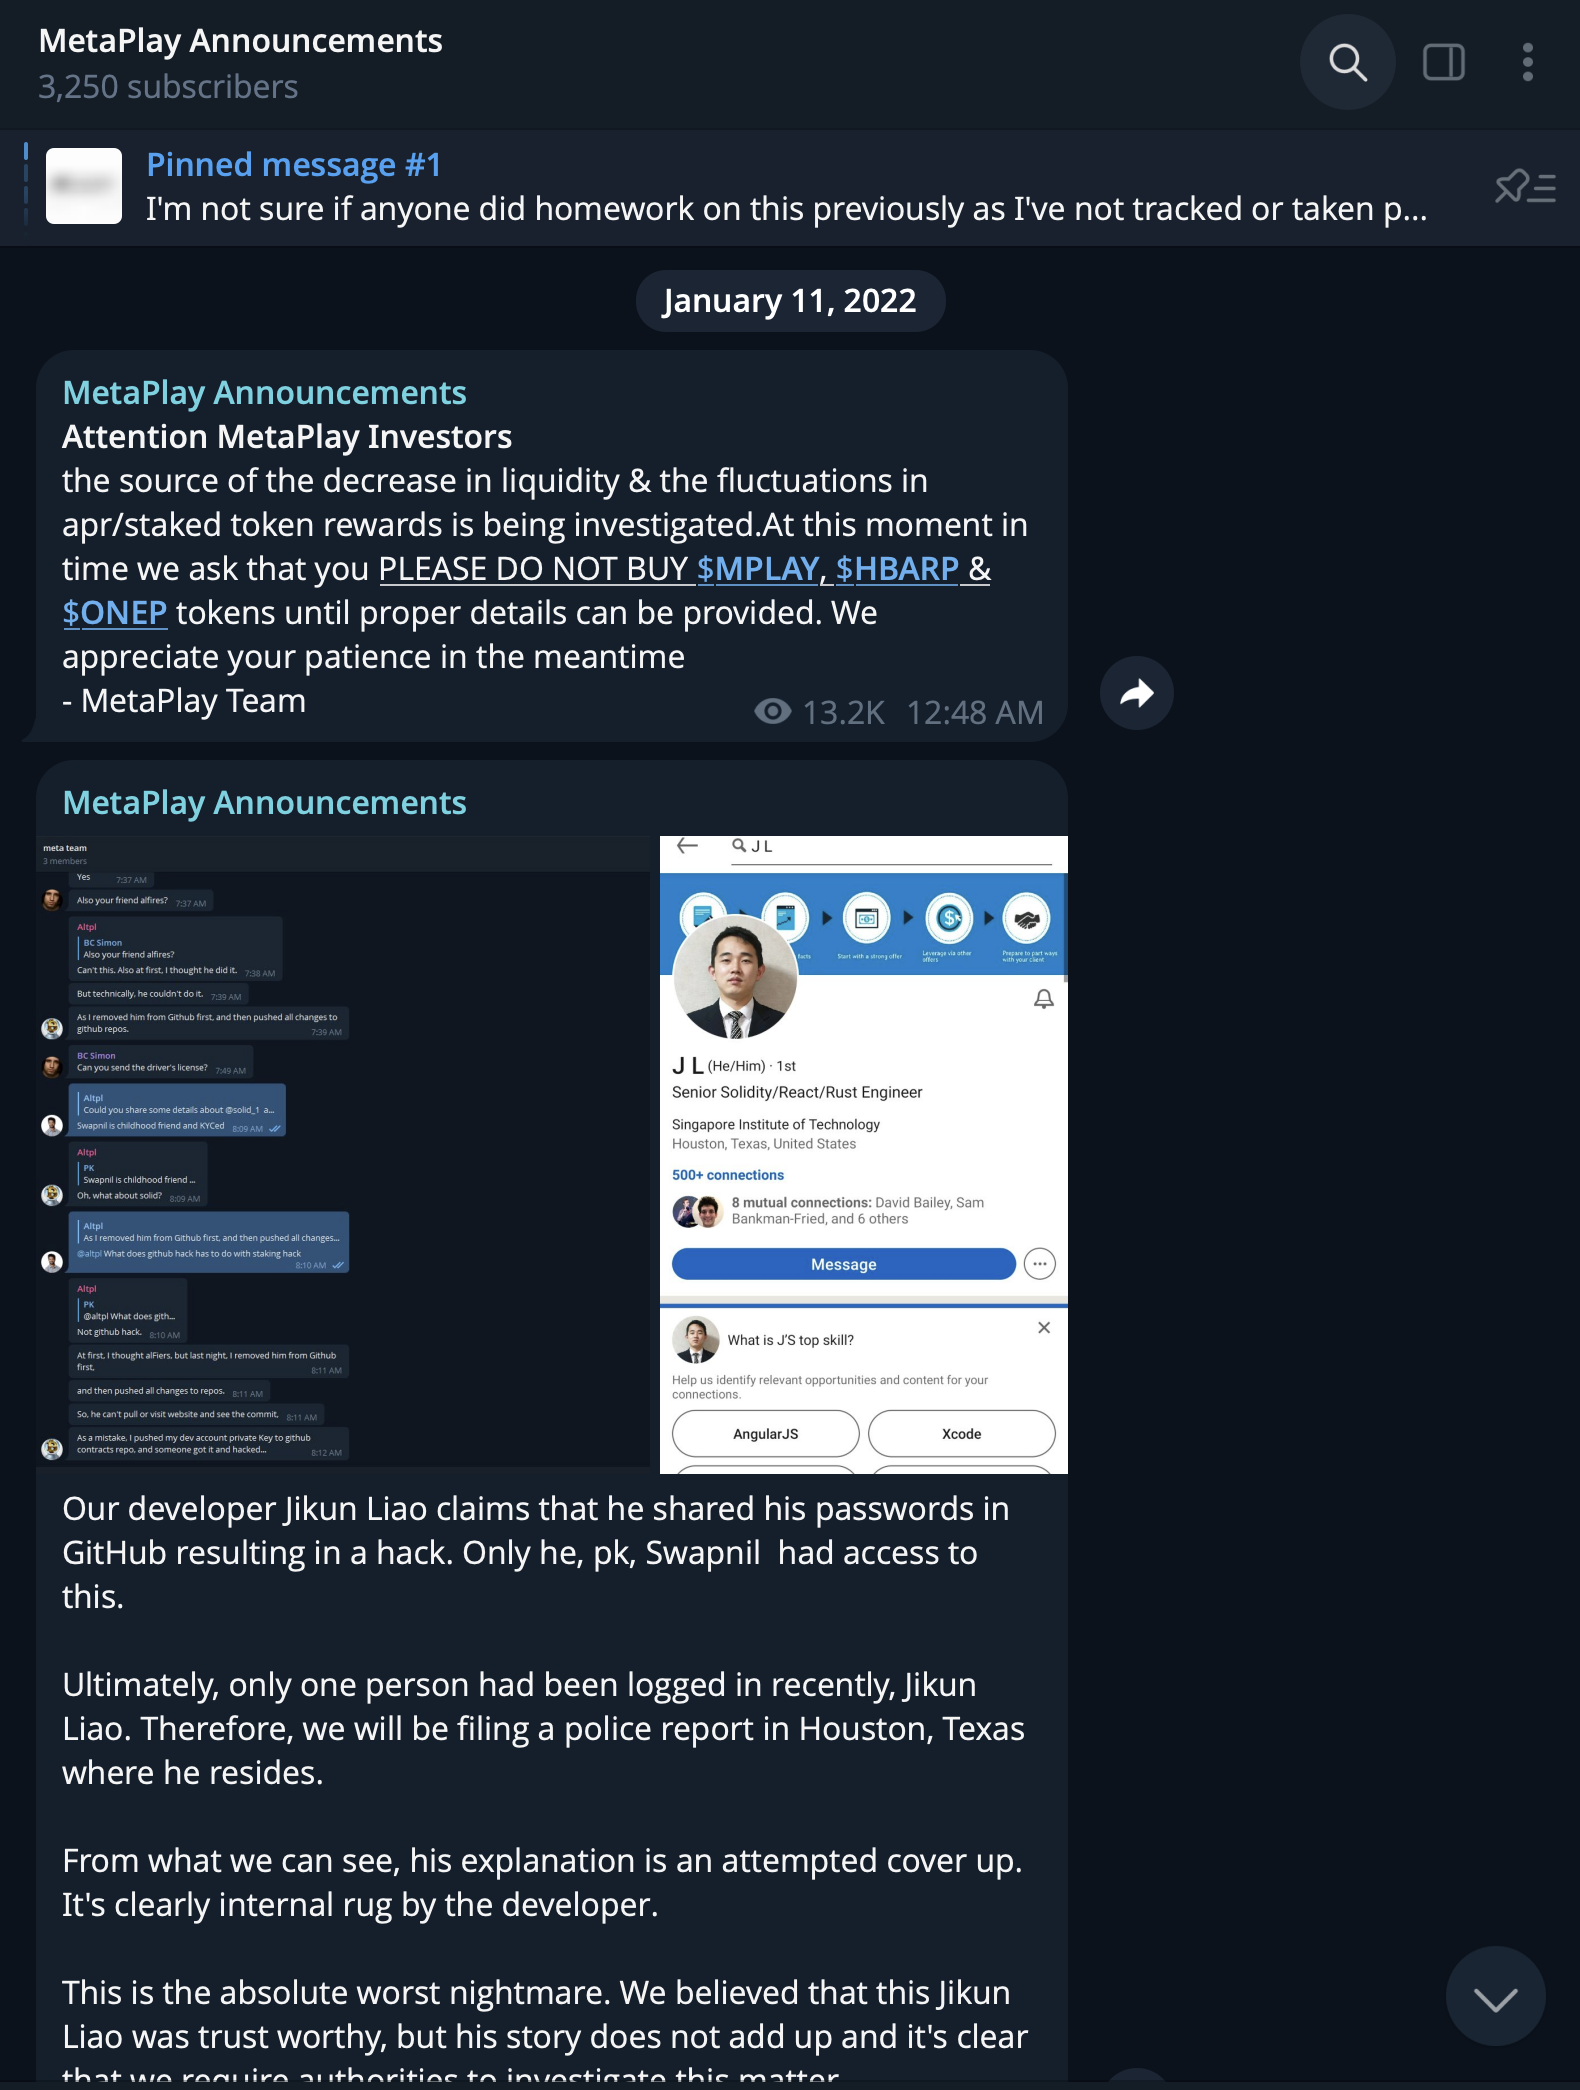 MetaPlay Announcements
3,250 subscribers
Pinned message #1
I'm not sure if anyone did homework on this previously as I've not tracked or taken p...
January 11, 2022
MetaPlay Announcements
Attention MetaPlay Investors
the source of the decrease in liquidity & the fluctuations in
apr/staked token rewards is being investigated.At this moment in
time we ask that you PLEASE DO NOT BUY $MPLAY, $HBARP &
$ONEP tokens until proper details can be provided. We
appreciate your patience in the meantime
- MetaPlay Team
13.2K 12:48 AM
MetaPlay Announcements
meta team
3 members
Yes 7:37 AM
Also your friend alfires? 7:37 AM
Altpl
BC Simon
Also your friend alfires?
Can't this. Also at first, I thought he did it. 7:38 AM
But technically, he couldn't do it. 7:39 AM
As I removed him from Github first, and then pushed all changes to
github repos. 7:39 AM
BC Simon
Can you send the driver's license? 7:49 AM
Altpl
Could you share some details about @solid_1 a...
Swapnil is childhood friend and KYCed 8:09 AM
Altpl
PK
Swapnil is childhood friend ...
Oh, what about solid? 8:09 AM
Altpl
As I removed him from Github first, and then pushed all changes...
@altpl What does github hack has to do with staking hack
8:10 AM
Altpl
PK
@altpl What does gith...
Not github hack. 8:10 AM
At first, I thought alFiers, but last night, I removed him from Github
first, 8:11 AM
and then pushed all changes to repos. 8:11 AM
So, he can't pull or visit website and see the commit. 8:11 AM
As a mistake, I pushed my dev account private Key to github
contracts repo, and someone got it and hacked... 8:12 AM
J L
facts
Start with a strong offer
Leverage via other
offers
Prepare to part ways
with your client
J L (He/Him) · 1st
Senior Solidity/React/Rust Engineer
Singapore Institute of Technology
Houston, Texas, United States
500+ connections
8 mutual connections: David Bailey, Sam
Bankman-Fried, and 6 others
Message
What is J'S top skill?
Help us identify relevant opportunities and content for your
connections.
AngularJS
Xcode
Our developer Jikun Liao claims that he shared his passwords in
GitHub resulting in a hack. Only he, pk, Swapnil  had access to
this.
Ultimately, only one person had been logged in recently, Jikun
Liao. Therefore, we will be filing a police report in Houston, Texas
where he resides.
From what we can see, his explanation is an attempted cover up.
It's clearly internal rug by the developer.
This is the absolute worst nightmare. We believed that this Jikun
Liao was trust worthy, but his story does not add up and it's clear
that we require authorities to investigate this matter.